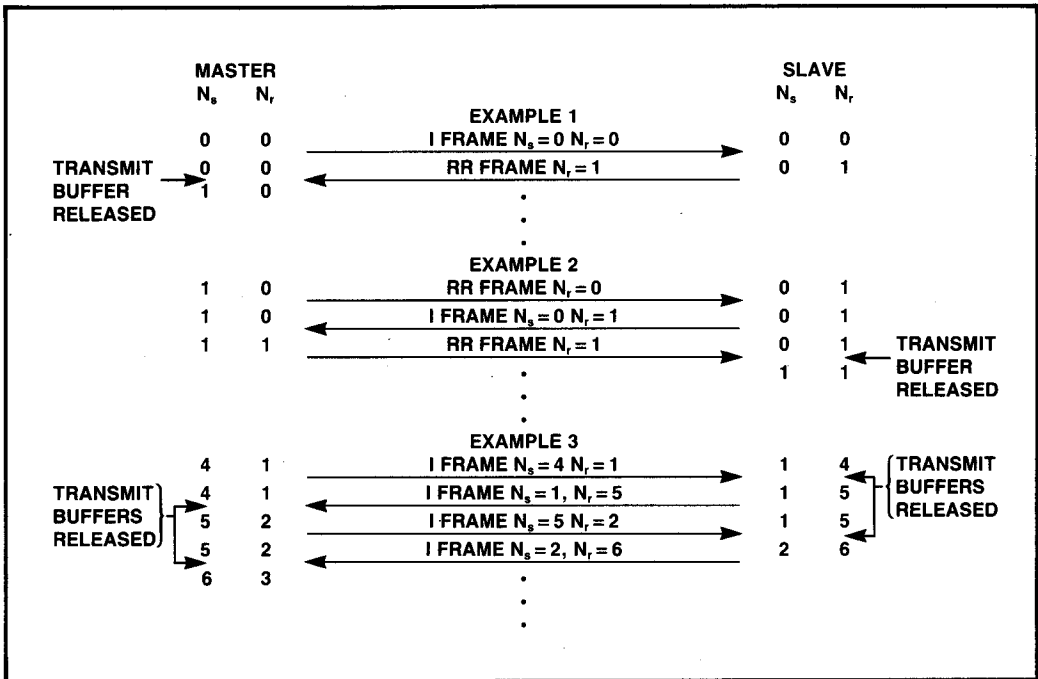 MASTER SLAVE
Nₛ Nᵣ Nₛ Nᵣ
EXAMPLE 1
0 0 I FRAME Nₛ = 0 Nᵣ = 0 0 0
TRANSMIT 0 0 RR FRAME Nᵣ = 1 0 1
BUFFER 1 0
RELEASED
EXAMPLE 2
1 0 RR FRAME Nᵣ = 0 0 1
1 0 I FRAME Nₛ = 0 Nᵣ = 1 0 1
1 1 RR FRAME Nᵣ = 1 0 1 TRANSMIT
1 1 BUFFER
RELEASED
EXAMPLE 3
4 1 I FRAME Nₛ = 4 Nᵣ = 1 1 4 TRANSMIT
TRANSMIT 4 1 I FRAME Nₛ = 1, Nᵣ = 5 1 5 BUFFERS
BUFFERS 5 2 I FRAME Nₛ = 5 Nᵣ = 2 1 5 RELEASED
RELEASED 5 2 I FRAME Nₛ = 2, Nᵣ = 6 2 6
6 3